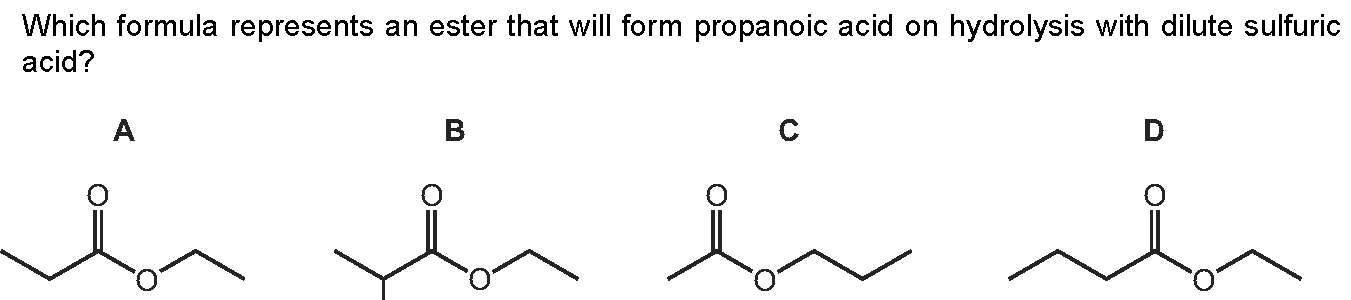 Which formula represents an ester that will form propanoic acid on hydrolysis with dilute sulfuric
acid?
A B C D
O O O O
O O O O